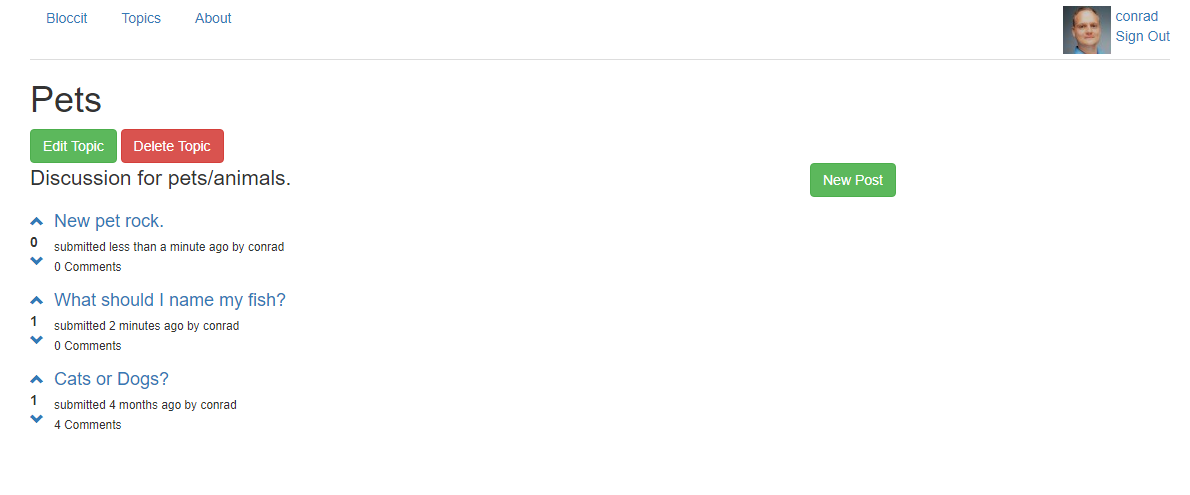 Bloccit Topics About conrad
Sign Out
Pets
Edit Topic Delete Topic
Discussion for pets/animals. New Post
New pet rock.
0 submitted less than a minute ago by conrad
0 Comments
What should I name my fish?
1 submitted 2 minutes ago by conrad
0 Comments
Cats or Dogs?
1 submitted 4 months ago by conrad
4 Comments